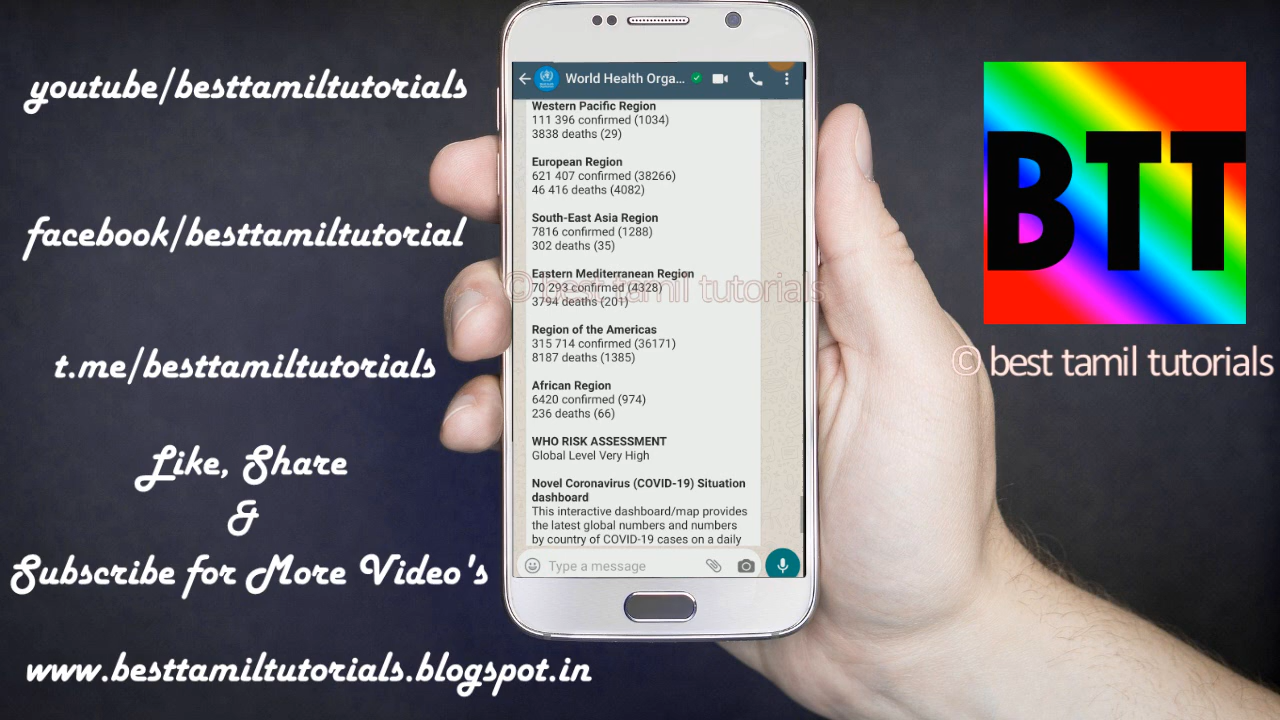 youtube/besttamiltutorials
facebook/besttamiltutorial
t.me/besttamiltutorials
Like, Share
&
Subscribe for More Video's
www.besttamiltutorials.blogspot.in
World Health Orga...
Western Pacific Region
111 396 confirmed (1034)
3838 deaths (29)
European Region
621 407 confirmed (38266)
46 416 deaths (4082)
South-East Asia Region
7816 confirmed (1288)
302 deaths (35)
Eastern Mediterranean Region
70 293 confirmed (4328)
© best tamil tutorials
3794 deaths (201)
Region of the Americas
315 714 confirmed (36171)
8187 deaths (1385)
African Region
6420 confirmed (974)
236 deaths (66)
WHO RISK ASSESSMENT
Global Level Very High
Novel Coronavirus (COVID-19) Situation
dashboard
This interactive dashboard/map provides
the latest global numbers and numbers
by country of COVID-19 cases on a daily
Type a message
BTT
© best tamil tutorials